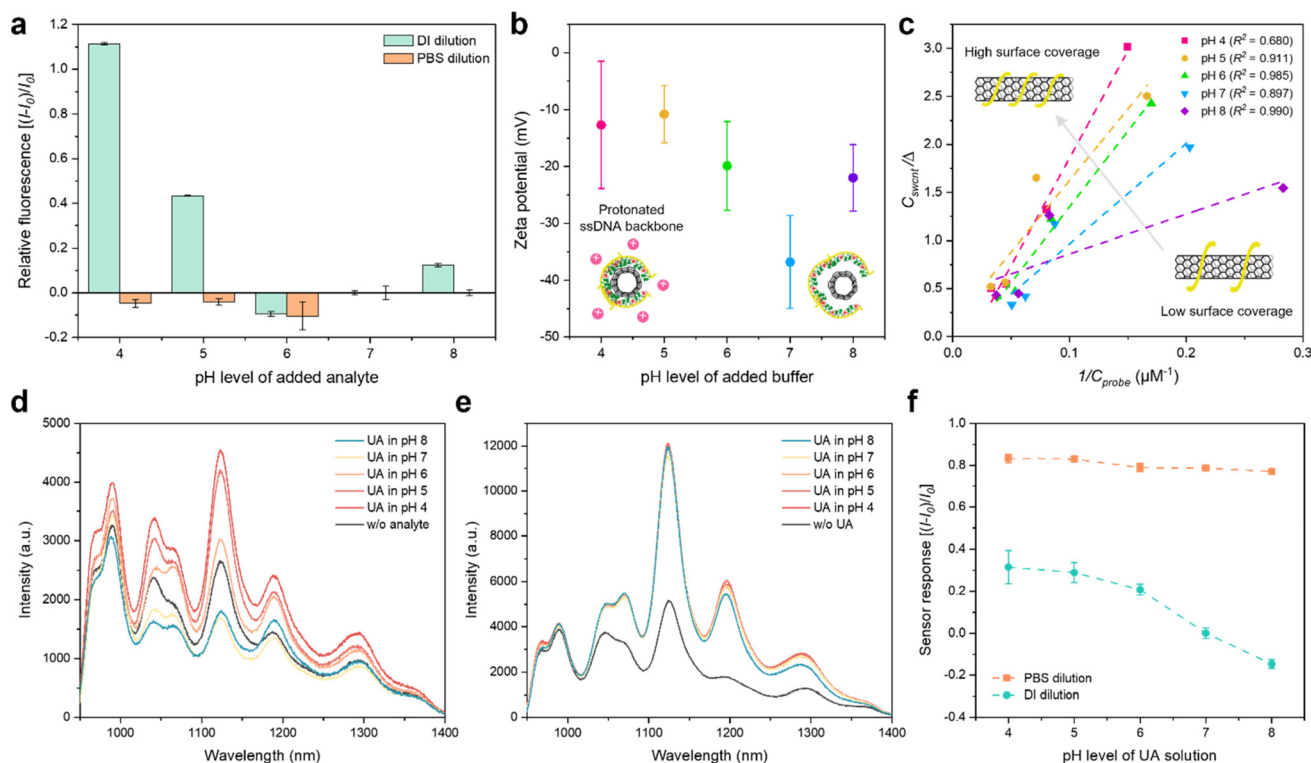 a
Relative fluorescence [(I-I₀)/I₀]
1.2
1.0
0.8
0.6
0.4
0.2
0.0
-0.2
DI dilution
PBS dilution
4 5 6 7 8
pH level of added analyte
b
Zeta potential (mV)
0
-10
-20
-30
-40
-50
Protonated
ssDNA backbone
4 5 6 7 8
pH level of added buffer
c
C_swcnt/Δ
3.0
2.5
2.0
1.5
1.0
0.5
0.0
High surface coverage
pH 4 (R² = 0.680)
pH 5 (R² = 0.911)
pH 6 (R² = 0.985)
pH 7 (R² = 0.897)
pH 8 (R² = 0.990)
Low surface coverage
0.0 0.1 0.2 0.3
1/C_probe (μM⁻¹)
d
Intensity (a.u.)
5000
4000
3000
2000
1000
0
UA in pH 8
UA in pH 7
UA in pH 6
UA in pH 5
UA in pH 4
w/o analyte
1000 1100 1200 1300 1400
Wavelength (nm)
e
Intensity (a.u.)
12000
10000
8000
6000
4000
2000
0
UA in pH 8
UA in pH 7
UA in pH 6
UA in pH 5
UA in pH 4
w/o UA
1000 1100 1200 1300 1400
Wavelength (nm)
f
Sensor response [(I-I₀)/I₀]
1.0
0.8
0.6
0.4
0.2
0.0
-0.2
-0.4
PBS dilution
DI dilution
4 5 6 7 8
pH level of UA solution